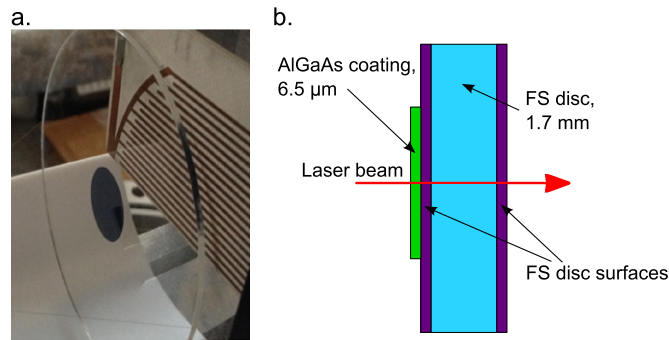 a.
b.
AlGaAs coating,
6.5 µm
FS disc,
1.7 mm
Laser beam
FS disc surfaces